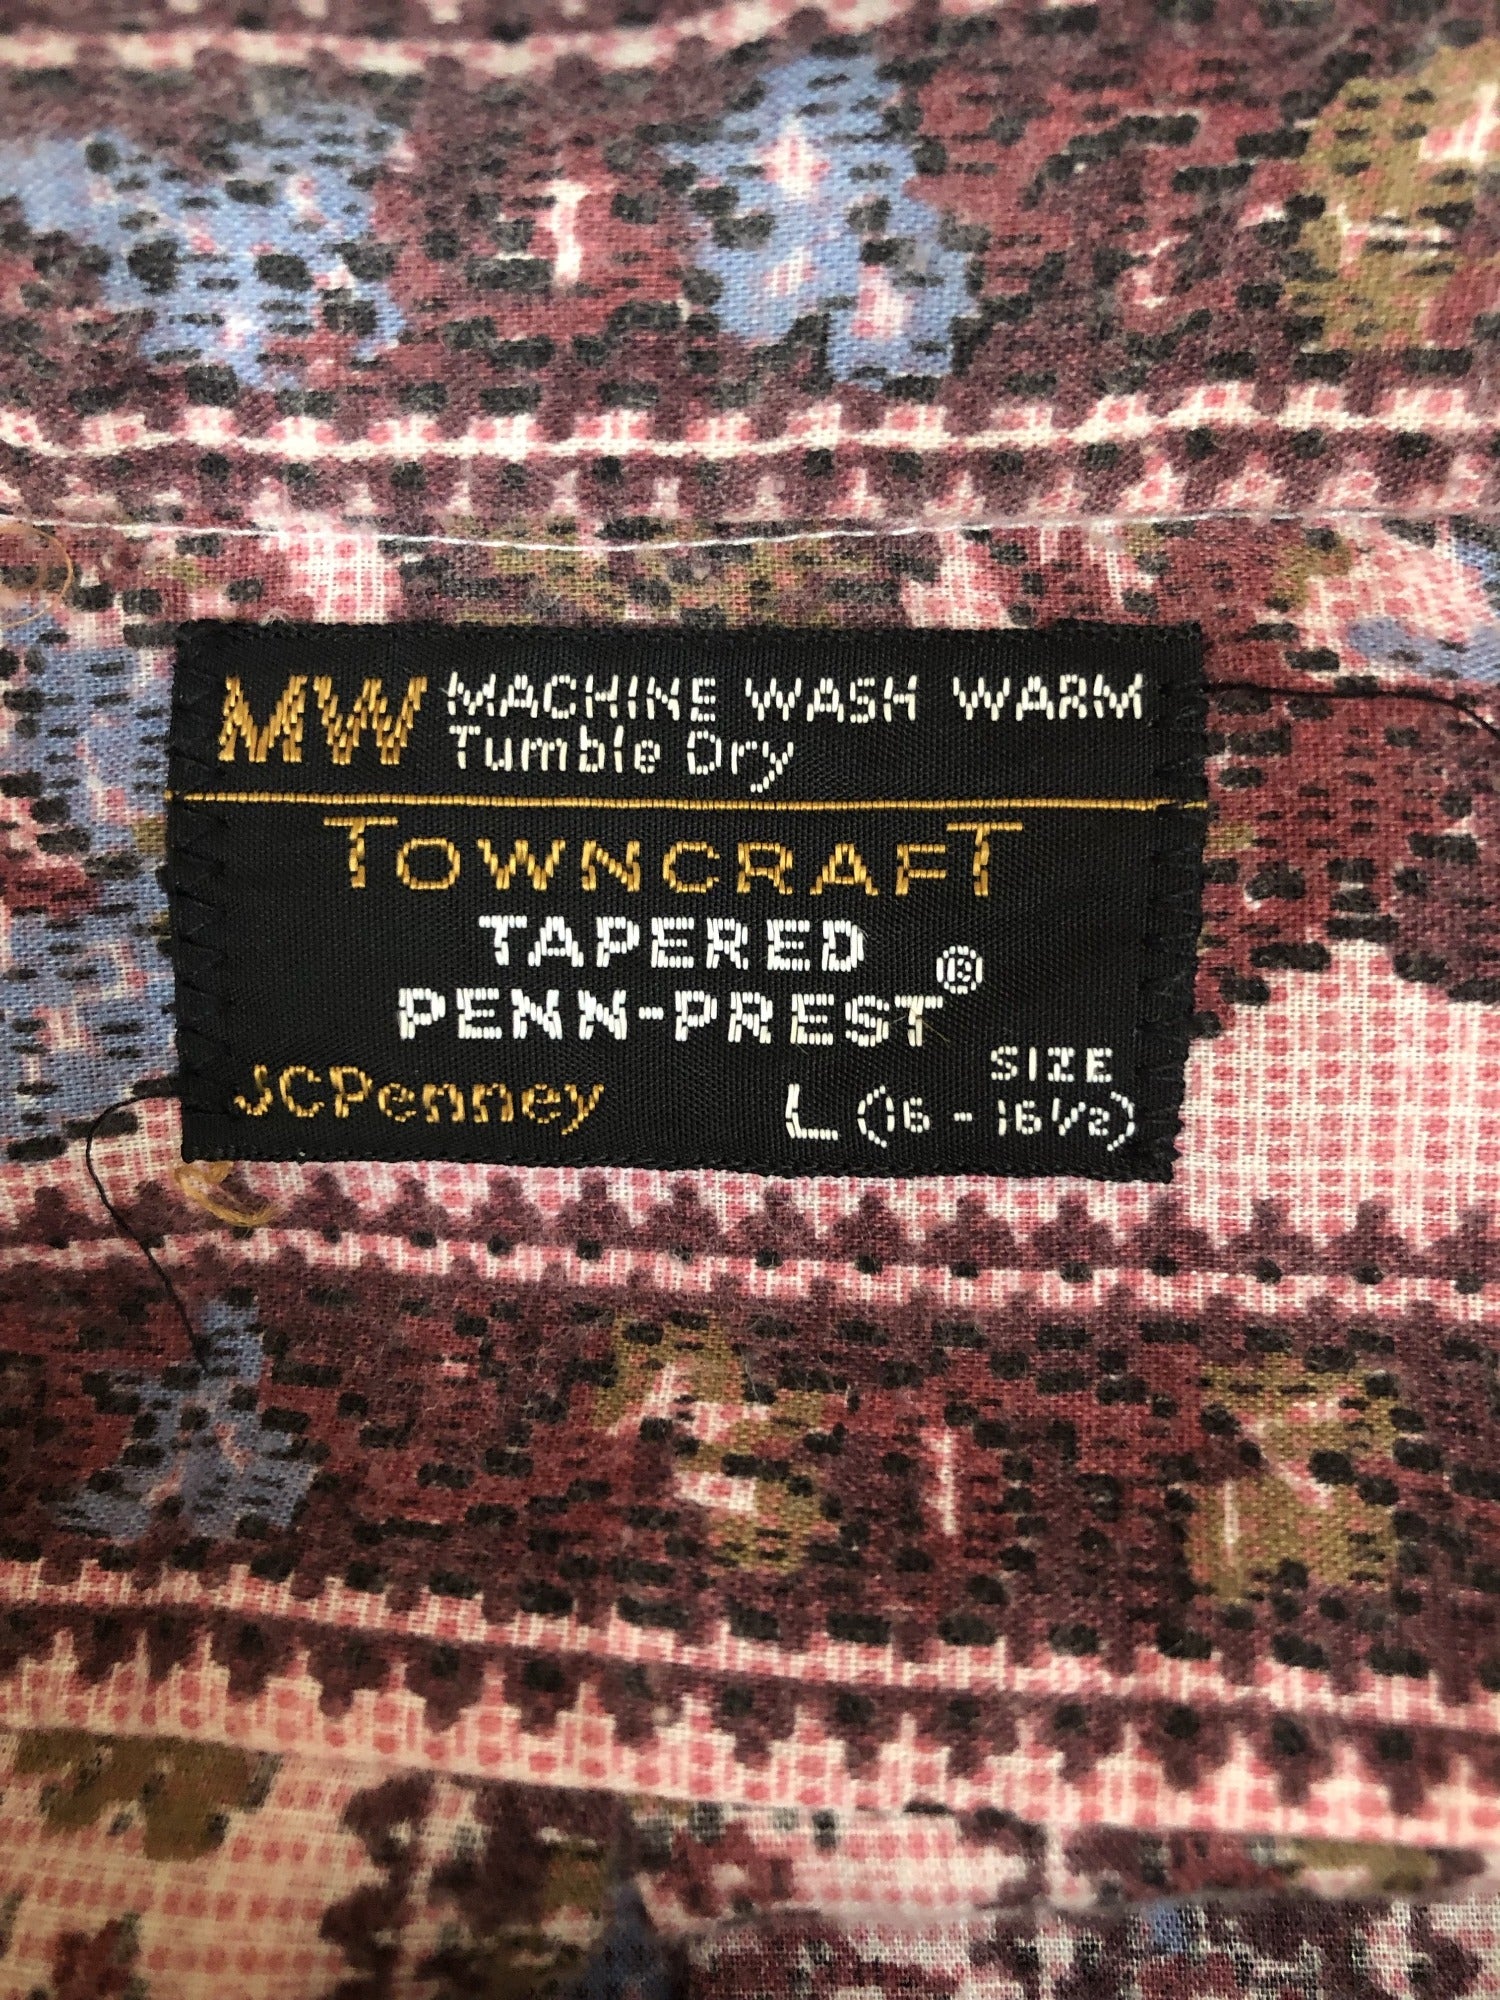 MW MACHINE WASH WARM
Tumble Dry
TOWNCRAFT
TAPERED
PENN-PREST®
JCPenney
SIZE
L (16 - 16½)